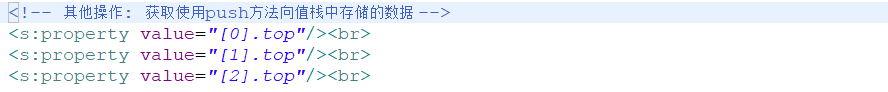 <!-- 其他操作: 获取使用push方法向值栈中存储的数据 -->
<s:property value="[0].top"/><br>
<s:property value="[1].top"/><br>
<s:property value="[2].top"/><br>